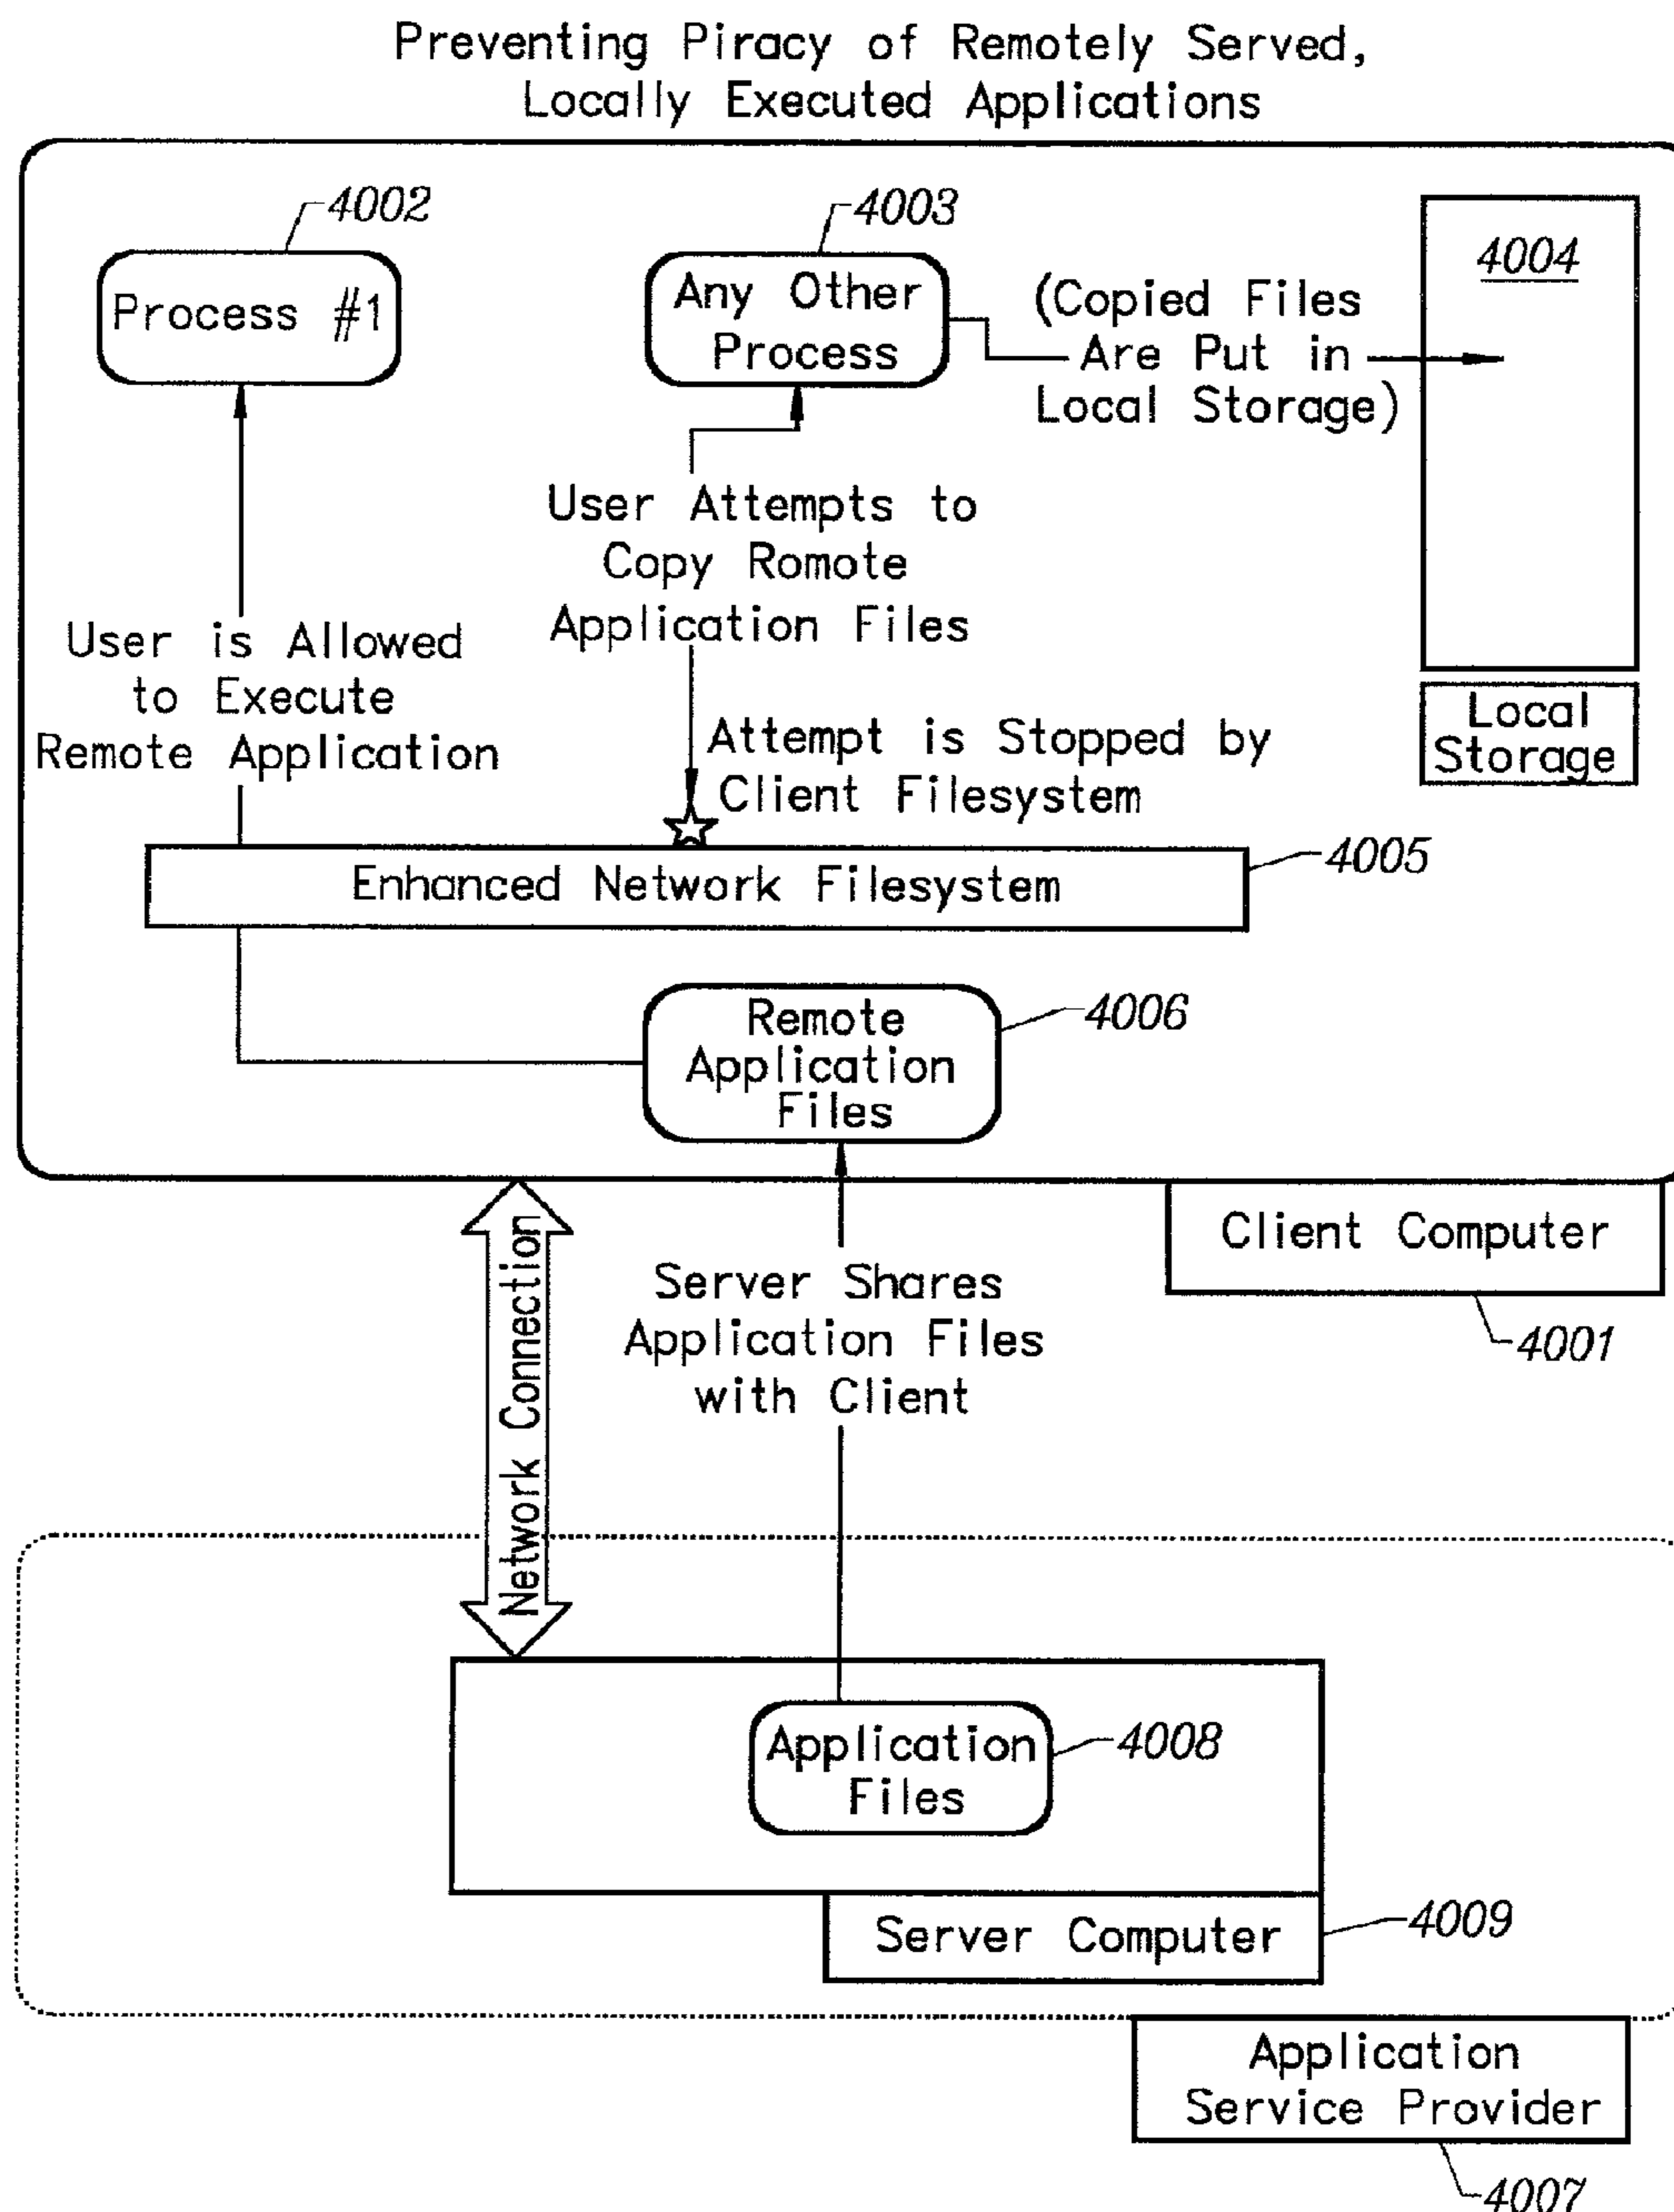 Preventing Piracy of Remotely Served,
Locally Executed Applications
4002
4003
4004
Process #1
Any Other
Process
(Copied Files
Are Put in
Local Storage)
User Attempts to
Copy Romote
Application Files
User is Allowed
to Execute
Remote Application
Local
Storage
Attempt is Stopped by
Client Filesystem
4005
Enhanced Network Filesystem
Remote
Application
Files
4006
Client Computer
4001
Network Connection
Server Shares
Application Files
with Client
Application
Files
4008
Server Computer
4009
Application
Service Provider
4007